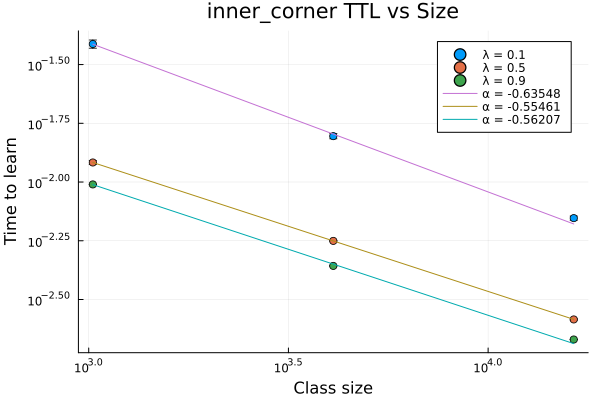 inner_corner TTL vs Size
λ = 0.1
λ = 0.5
λ = 0.9
α = -0.63548
α = -0.55461
α = -0.56207
Time to learn
10^-1.50
10^-1.75
10^-2.00
10^-2.25
10^-2.50
10^3.0 10^3.5 10^4.0
Class size